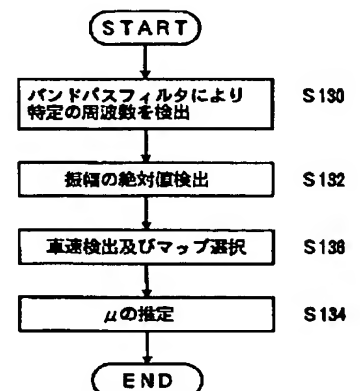 START
バンドパスフィルタにより
特定の周波数を検出
S130
振幅の絶対値検出
S132
車速検出及びマップ選択
S136
μの推定
S134
END